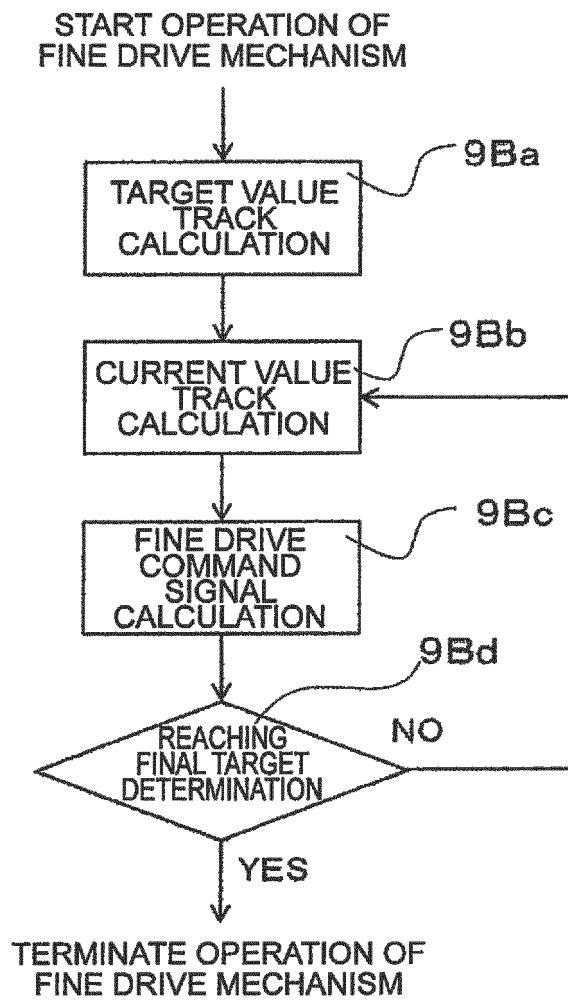 START OPERATION OF
FINE DRIVE MECHANISM
9Ba
TARGET VALUE
TRACK
CALCULATION
9Bb
CURRENT VALUE
TRACK
CALCULATION
9Bc
FINE DRIVE
COMMAND
SIGNAL
CALCULATION
9Bd
REACHING
FINAL TARGET
DETERMINATION
NO
YES
TERMINATE OPERATION OF
FINE DRIVE MECHANISM